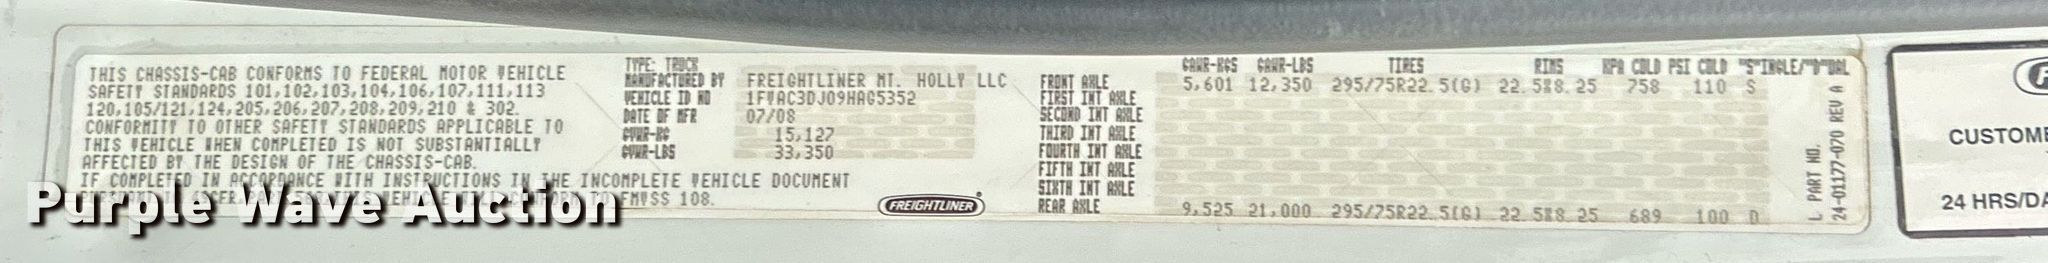 THIS CHASSIS-CAB CONFORMS TO FEDERAL MOTOR VEHICLE
SAFETY STANDARDS 101,102,103,104,106,107,111,113
120,105/121,124,205,206,207,208,209,210 & 302.
CONFORMITY TO OTHER SAFETY STANDARDS APPLICABLE TO
THIS VEHICLE WHEN COMPLETED IS NOT SUBSTANTIALLY
AFFECTED BY THE DESIGN OF THE CHASSIS-CAB.
IF COMPLETED IN ACCORDANCE WITH INSTRUCTIONS IN THE INCOMPLETE VEHICLE DOCUMENT
TO FMVSS 108.
Purple Wave Auction
TYPE: TRUCK
MANUFACTURED BY FREIGHTLINER MT. HOLLY LLC
VEHICLE ID NO 1FVAC3DJ09HAG5352
DATE OF MFR 07/08
GVWR-KG 15,127
GVWR-LBS 33,350
FREIGHTLINER
GAWR-KGS GAWR-LBS TIRES RIMS KPA COLD PSI COLD "S"INGLE/"D"UAL
FRONT AXLE 5,601 12,350 295/75R22.5(G) 22.5X8.25 758 110 S
FIRST INT AXLE
SECOND INT AXLE
THIRD INT AXLE
FOURTH INT AXLE
FIFTH INT AXLE
SIXTH INT AXLE
REAR AXLE 9,525 21,000 295/75R22.5(G) 22.5X8.25 689 100 D
L PART NO.
24-01177-070 REV A
CUSTOME
24 HRS/DA